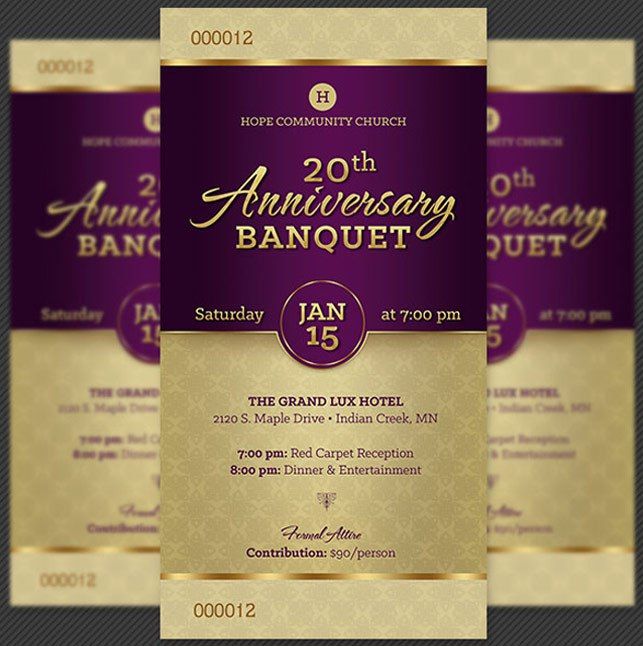 000012
H
HOPE COMMUNITY CHURCH
20th
Anniversary
BANQUET
Saturday JAN 15 at 7:00 pm
THE GRAND LUX HOTEL
2120 S. Maple Drive • Indian Creek, MN
7:00 pm: Red Carpet Reception
8:00 pm: Dinner & Entertainment
Formal Attire
Contribution: $90/person
000012